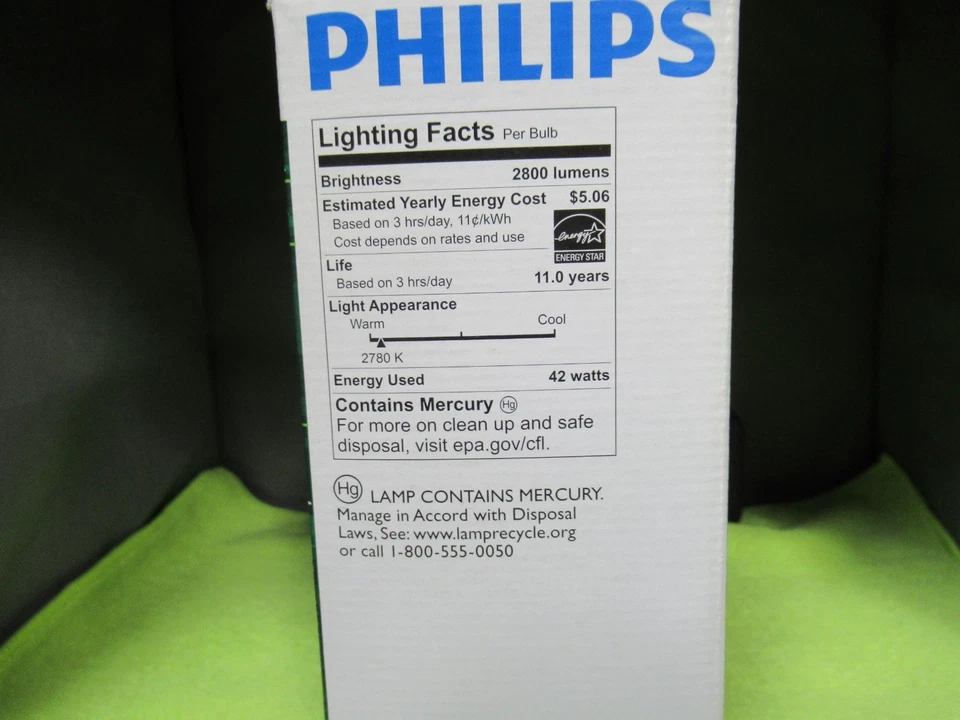 PHILIPS
Lighting Facts Per Bulb
Brightness 2800 lumens
Estimated Yearly Energy Cost $5.06
Based on 3 hrs/day, 11¢/kWh
Cost depends on rates and use
energy
ENERGY STAR
Life
Based on 3 hrs/day 11.0 years
Light Appearance
Warm Cool
2780 K
Energy Used 42 watts
Contains Mercury Hg
For more on clean up and safe
disposal, visit epa.gov/cfl.
Hg LAMP CONTAINS MERCURY.
Manage in Accord with Disposal
Laws, See: www.lamprecycle.org
or call 1-800-555-0050